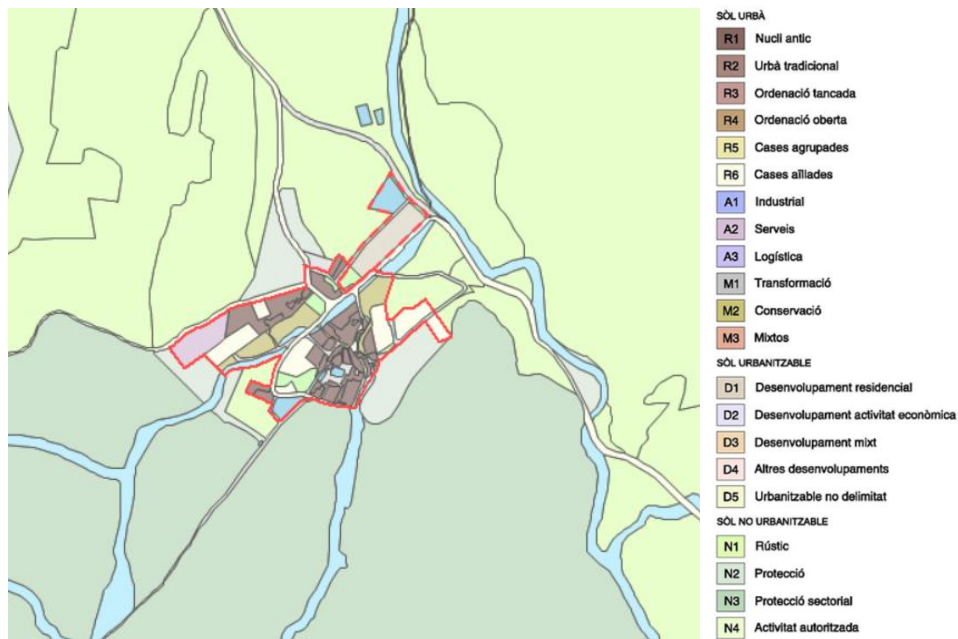 SÒL URBÀ
R1 Nucli antic
R2 Urbà tradicional
R3 Ordenació tancada
R4 Ordenació oberta
R5 Cases agrupades
R6 Cases aïllades
A1 Industrial
A2 Serveis
A3 Logística
M1 Transformació
M2 Conservació
M3 Mixtos
SÒL URBANITZABLE
D1 Desenvolupament residencial
D2 Desenvolupament activitat econòmica
D3 Desenvolupament mixt
D4 Altres desenvolupaments
D5 Urbanitzable no delimitat
SÒL NO URBANITZABLE
N1 Rústic
N2 Protecció
N3 Protecció sectorial
N4 Activitat autoritzada